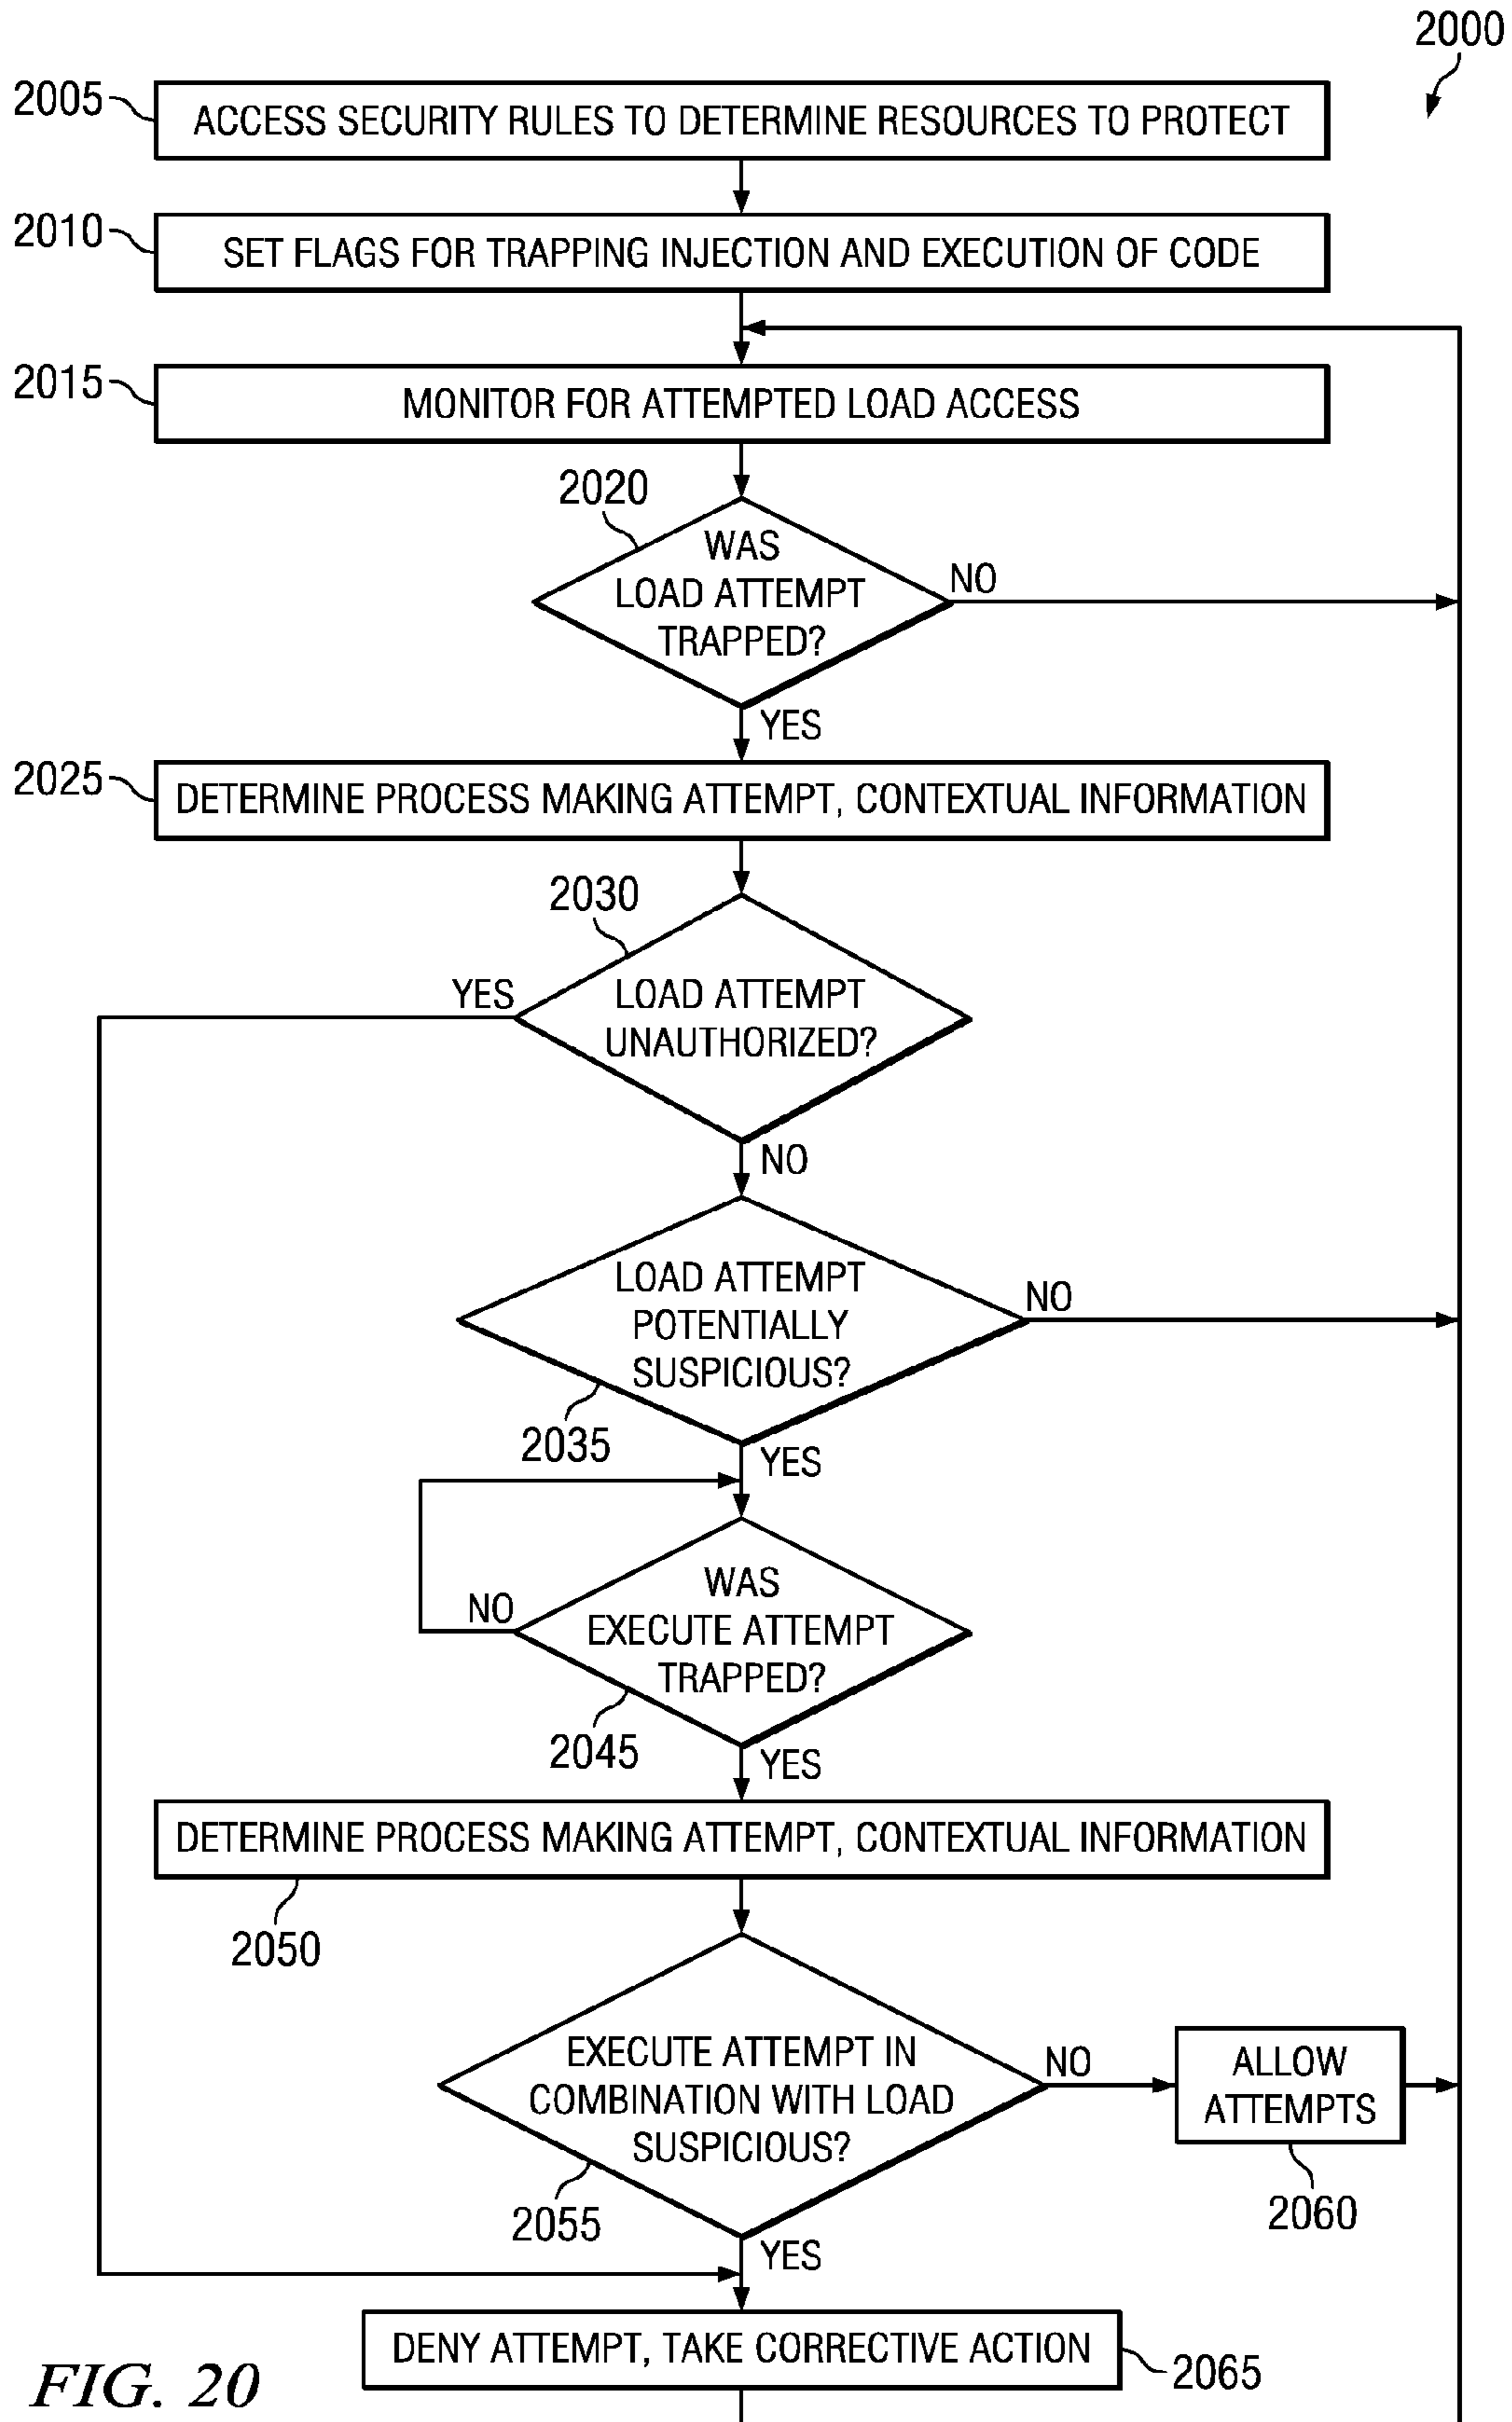 2000
2005
ACCESS SECURITY RULES TO DETERMINE RESOURCES TO PROTECT
2010
SET FLAGS FOR TRAPPING INJECTION AND EXECUTION OF CODE
2015
MONITOR FOR ATTEMPTED LOAD ACCESS
2020
WAS
LOAD ATTEMPT
TRAPPED?
NO
YES
2025
DETERMINE PROCESS MAKING ATTEMPT, CONTEXTUAL INFORMATION
2030
YES
LOAD ATTEMPT
UNAUTHORIZED?
NO
LOAD ATTEMPT
POTENTIALLY
SUSPICIOUS?
NO
2035
YES
WAS
EXECUTE ATTEMPT
TRAPPED?
NO
2045
YES
DETERMINE PROCESS MAKING ATTEMPT, CONTEXTUAL INFORMATION
2050
EXECUTE ATTEMPT IN
COMBINATION WITH LOAD
SUSPICIOUS?
NO
ALLOW
ATTEMPTS
2060
2055
YES
DENY ATTEMPT, TAKE CORRECTIVE ACTION
2065
FIG. 20